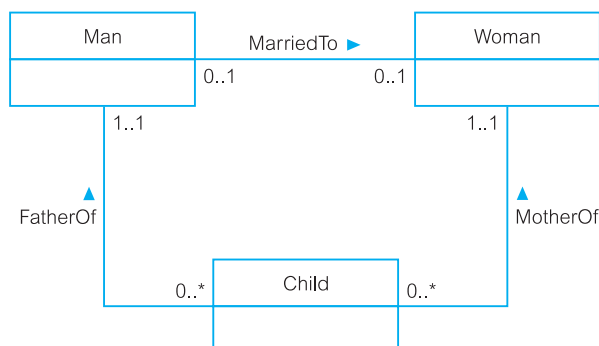 Man
MarriedTo ►
Woman
0..1
0..1
1..1
1..1
▲
▲
FatherOf
MotherOf
0..*
Child
0..*